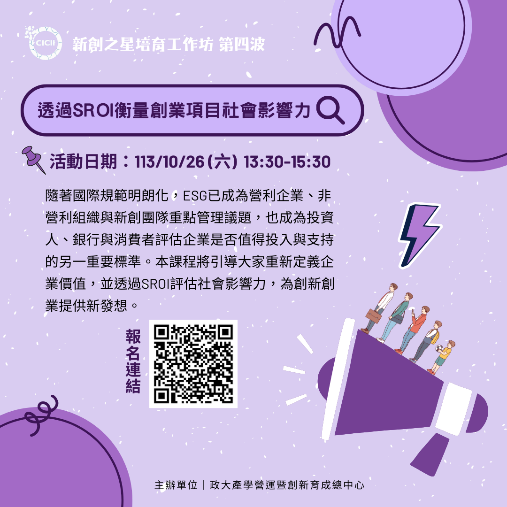 CICII
新創之星培育工作坊 第四波
透過SROI衡量創業項目社會影響力
活動日期：113/10/26 (六) 13:30-15:30
隨著國際規範明朗化，ESG已成為營利企業、非
營利組織與新創團隊重點管理議題，也成為投資
人、銀行與消費者評估企業是否值得投入與支持
的另一重要標準。本課程將引導大家重新定義企
業價值，並透過SROI評估社會影響力，為創新創
業提供新發想。
報名連結
主辦單位｜政大產學營運暨創新育成總中心